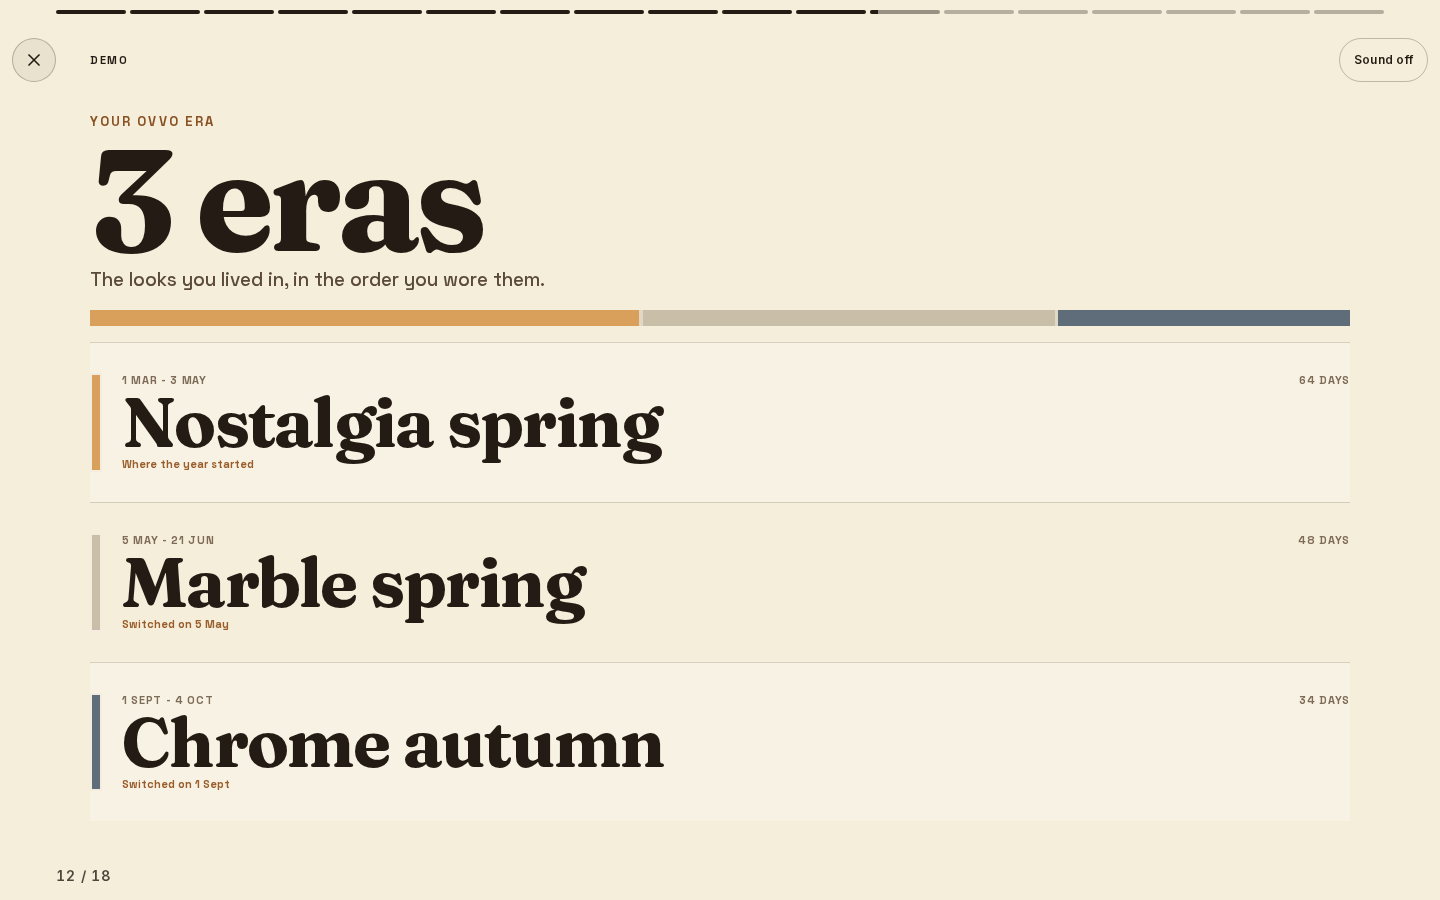 DEMO
Sound off
YOUR OVVO ERA
3 eras
The looks you lived in, in the order you wore them.
1 MAR - 3 MAY
64 DAYS
Nostalgia spring
Where the year started
5 MAY - 21 JUN
48 DAYS
Marble spring
Switched on 5 May
1 SEPT - 4 OCT
34 DAYS
Chrome autumn
Switched on 1 Sept
12 / 18